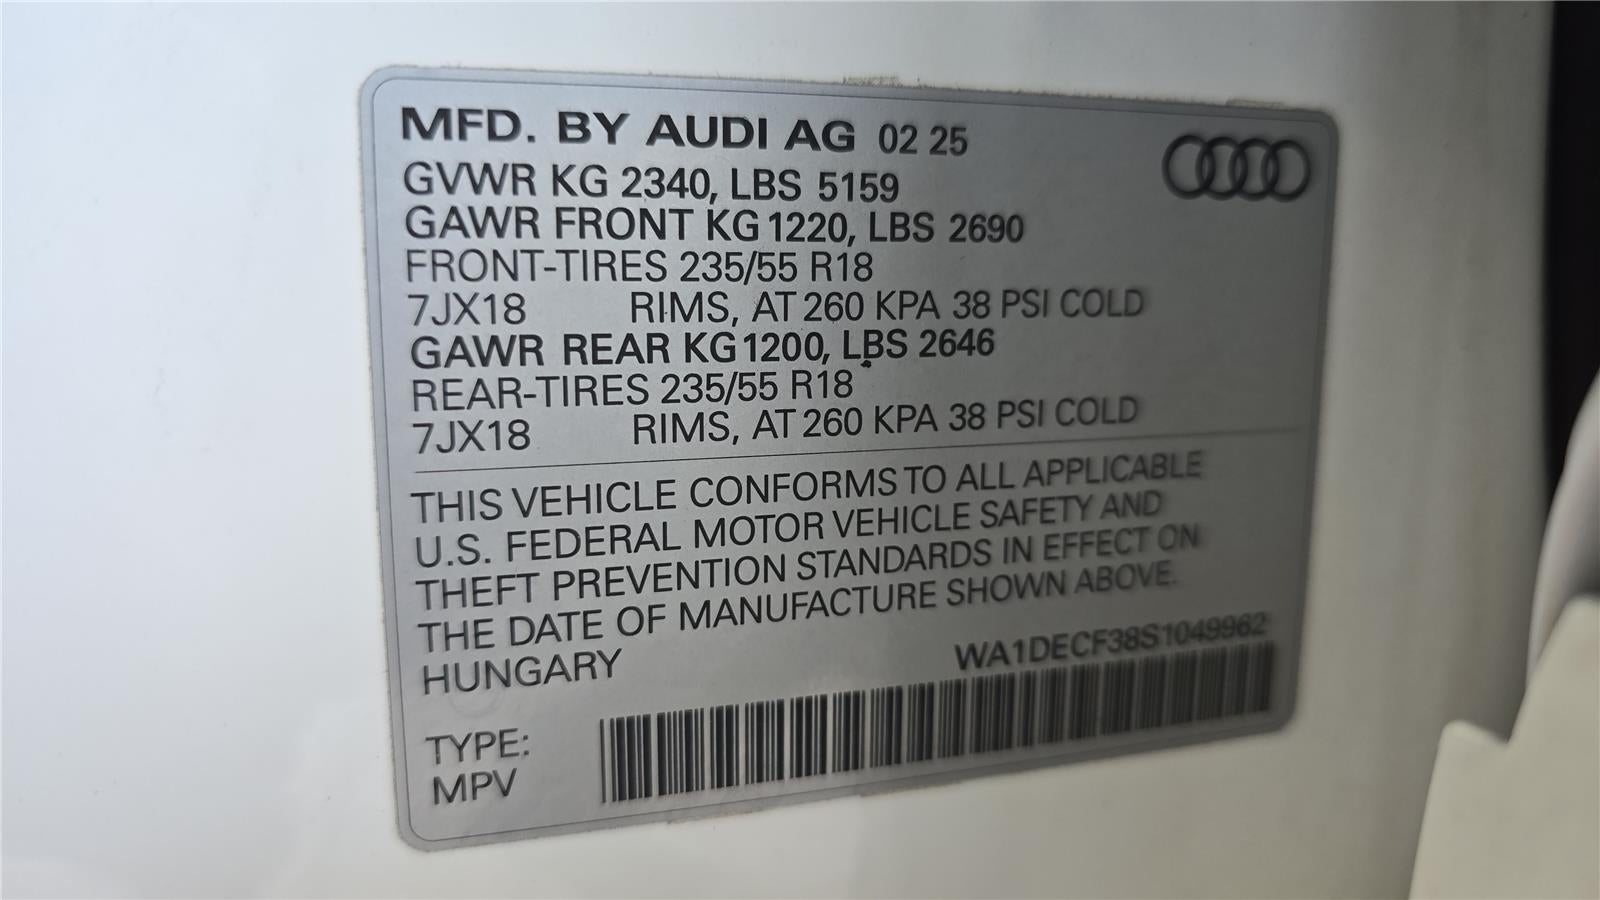 MFD. BY AUDI AG 02 25
GVWR KG 2340, LBS 5159
GAWR FRONT KG 1220, LBS 2690
FRONT-TIRES 235/55 R18
7JX18 RIMS, AT 260 KPA 38 PSI COLD
GAWR REAR KG 1200, LBS 2646
REAR-TIRES 235/55 R18
7JX18 RIMS, AT 260 KPA 38 PSI COLD
THIS VEHICLE CONFORMS TO ALL APPLICABLE
U.S. FEDERAL MOTOR VEHICLE SAFETY AND
THEFT PREVENTION STANDARDS IN EFFECT ON
THE DATE OF MANUFACTURE SHOWN ABOVE.
HUNGARY
WA1DECF38S1049962
TYPE:
MPV